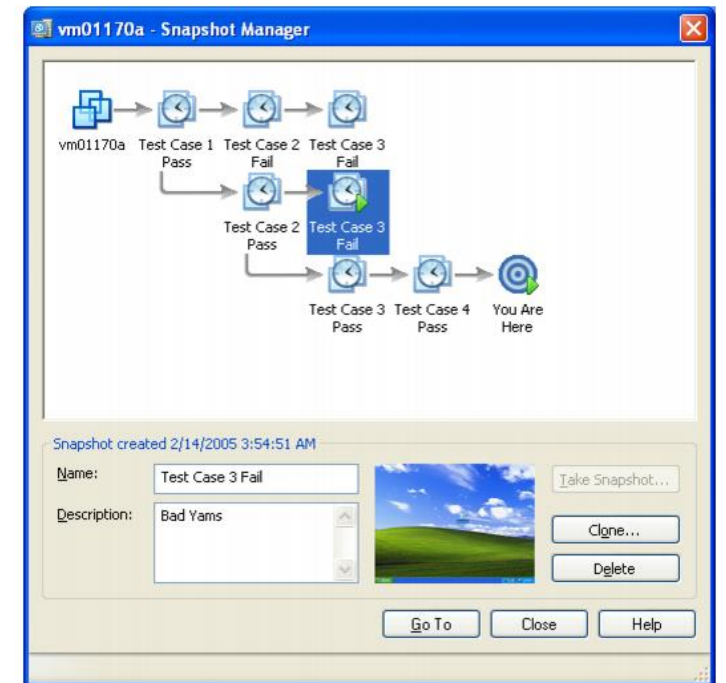 vm01170a - Snapshot Manager
vm01170a
Test Case 1
Pass
Test Case 2
Fail
Test Case 3
Fail
Test Case 2
Pass
Test Case 3
Fail
Test Case 3
Pass
Test Case 4
Pass
You Are
Here
Snapshot created 2/14/2005 3:54:51 AM
Name:
Test Case 3 Fail
Take Snapshot...
Description:
Bad Yams
Clone...
Delete
Go To
Close
Help